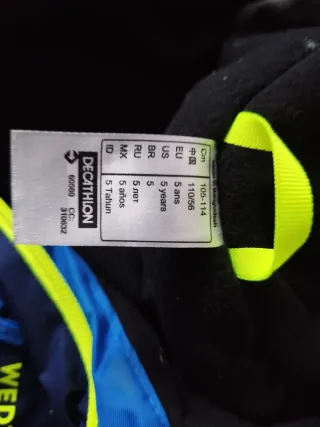 Cm 105-114
中国 110/56
EU 5 ans
US 5 years
BR 5
RU 5 лет
MX 5 años
ID 5 Tahun
DECATHLON
60580 CC:
310632
Made in Bangladesh
WED